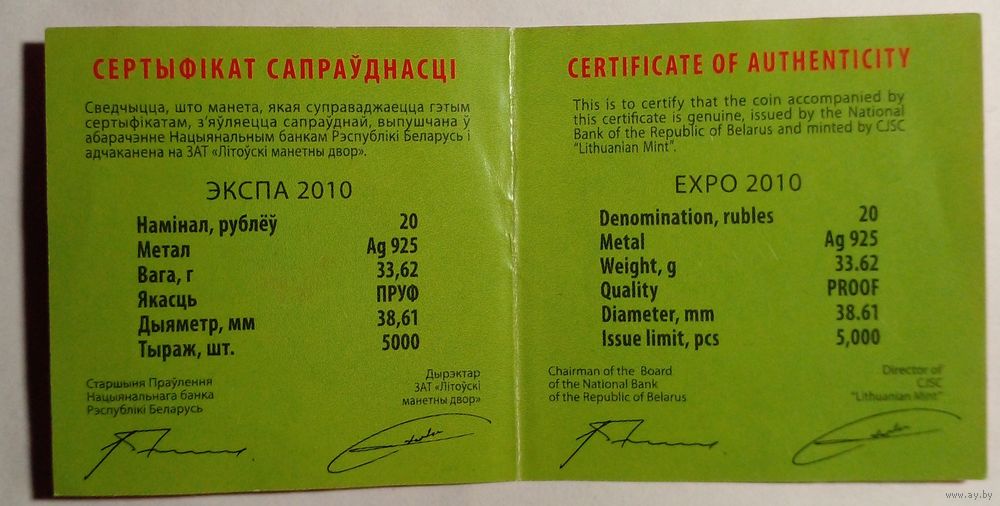 СЕРТЫФІКАТ САПРАЎДНАСЦІ
Сведчыцца, што манета, якая суправаджаецца гэтым
сертыфікатам, з'яўляецца сапраўднай, выпушчана ў
абарачэнне Нацыянальным банкам Рэспублікі Беларусь і
адчаканена на ЗАТ «Літоўскі манетны двор».
ЭКСПА 2010
Намінал, рублёў 20
Метал Ag 925
Вага, г 33,62
Якасць ПРУФ
Дыяметр, мм 38,61
Тыраж, шт. 5000
Старшыня Праўлення
Нацыянальнага банка
Рэспублікі Беларусь
Дырэктар
ЗАТ «Літоўскі
манетны двор»
CERTIFICATE OF AUTHENTICITY
This is to certify that the coin accompanied by
this certificate is genuine, issued by the National
Bank of the Republic of Belarus and minted by CJSC
"Lithuanian Mint".
EXPO 2010
Denomination, rubles 20
Metal Ag 925
Weight, g 33.62
Quality PROOF
Diameter, mm 38.61
Issue limit, pcs 5,000
Chairman of the Board
of the National Bank
of the Republic of Belarus
Director of
CJSC
"Lithuanian Mint"
www.ay.by